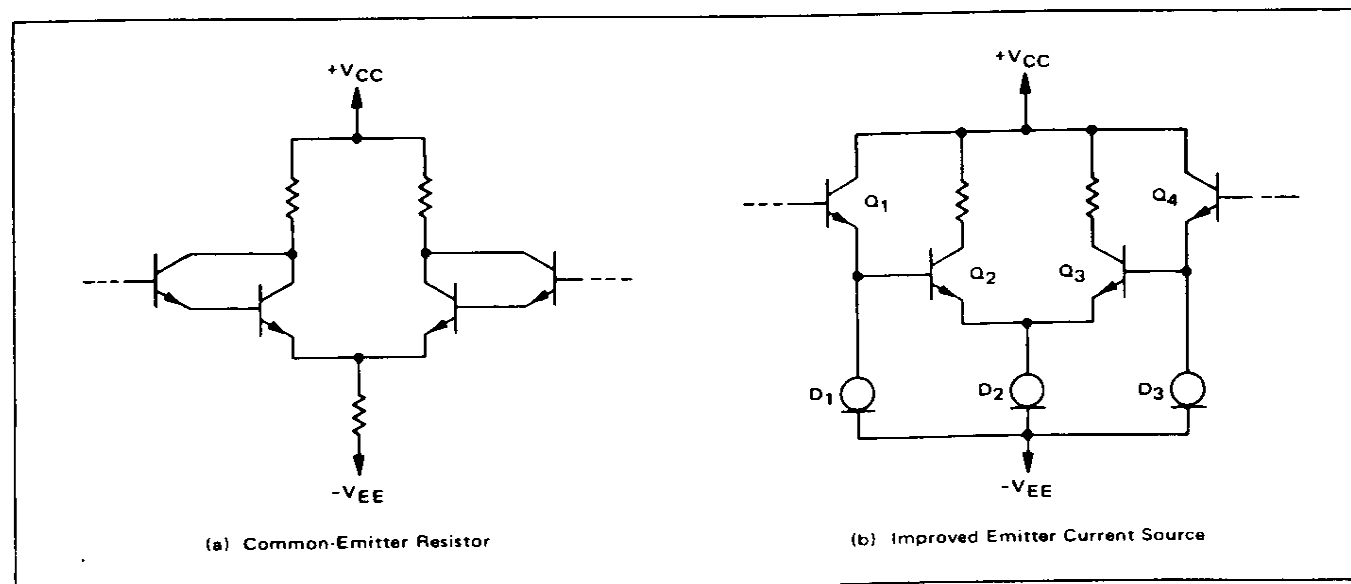 +VCC
-VEE
(a) Common-Emitter Resistor
+VCC
Q1
Q4
Q2
Q3
D1
D2
D3
-VEE
(b) Improved Emitter Current Source